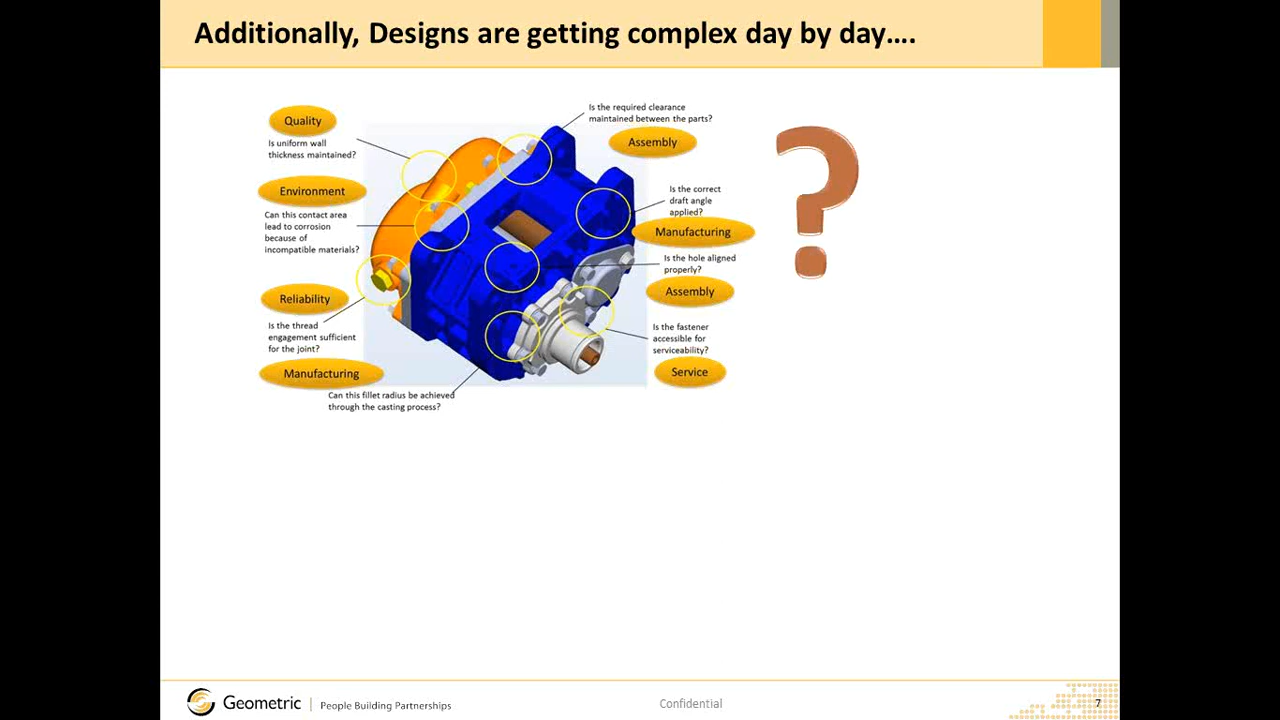 Additionally, Designs are getting complex day by day....
Quality
Is uniform wall
thickness maintained?
Environment
Can this contact area
lead to corrosion
because of
incompatible materials?
Reliability
Is the thread
engagement sufficient
for the joint?
Manufacturing
Can this fillet radius be achieved
through the casting process?
Is the required clearance
maintained between the parts?
Assembly
Is the correct
draft angle
applied?
Manufacturing
Is the hole aligned
properly?
Assembly
Is the fastener
accessible for
serviceability?
Service
?
Geometric
People Building Partnerships
Confidential
7